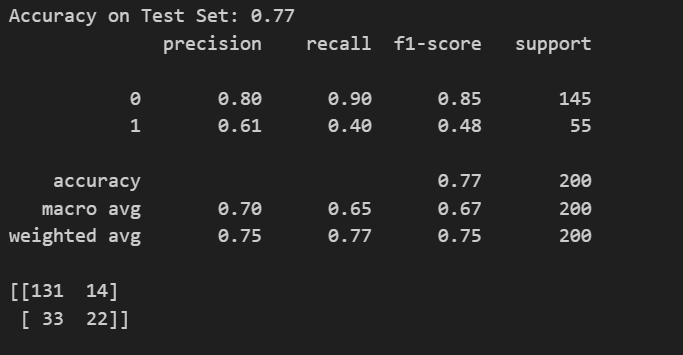 Accuracy on Test Set: 0.77
precision recall f1-score support
0 0.80 0.90 0.85 145
1 0.61 0.40 0.48 55
accuracy 0.77 200
macro avg 0.70 0.65 0.67 200
weighted avg 0.75 0.77 0.75 200
[[131 14]
[ 33 22]]